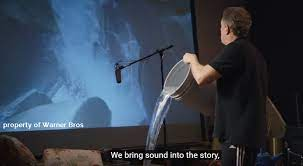 property of Warner Bros
We bring sound into the story,